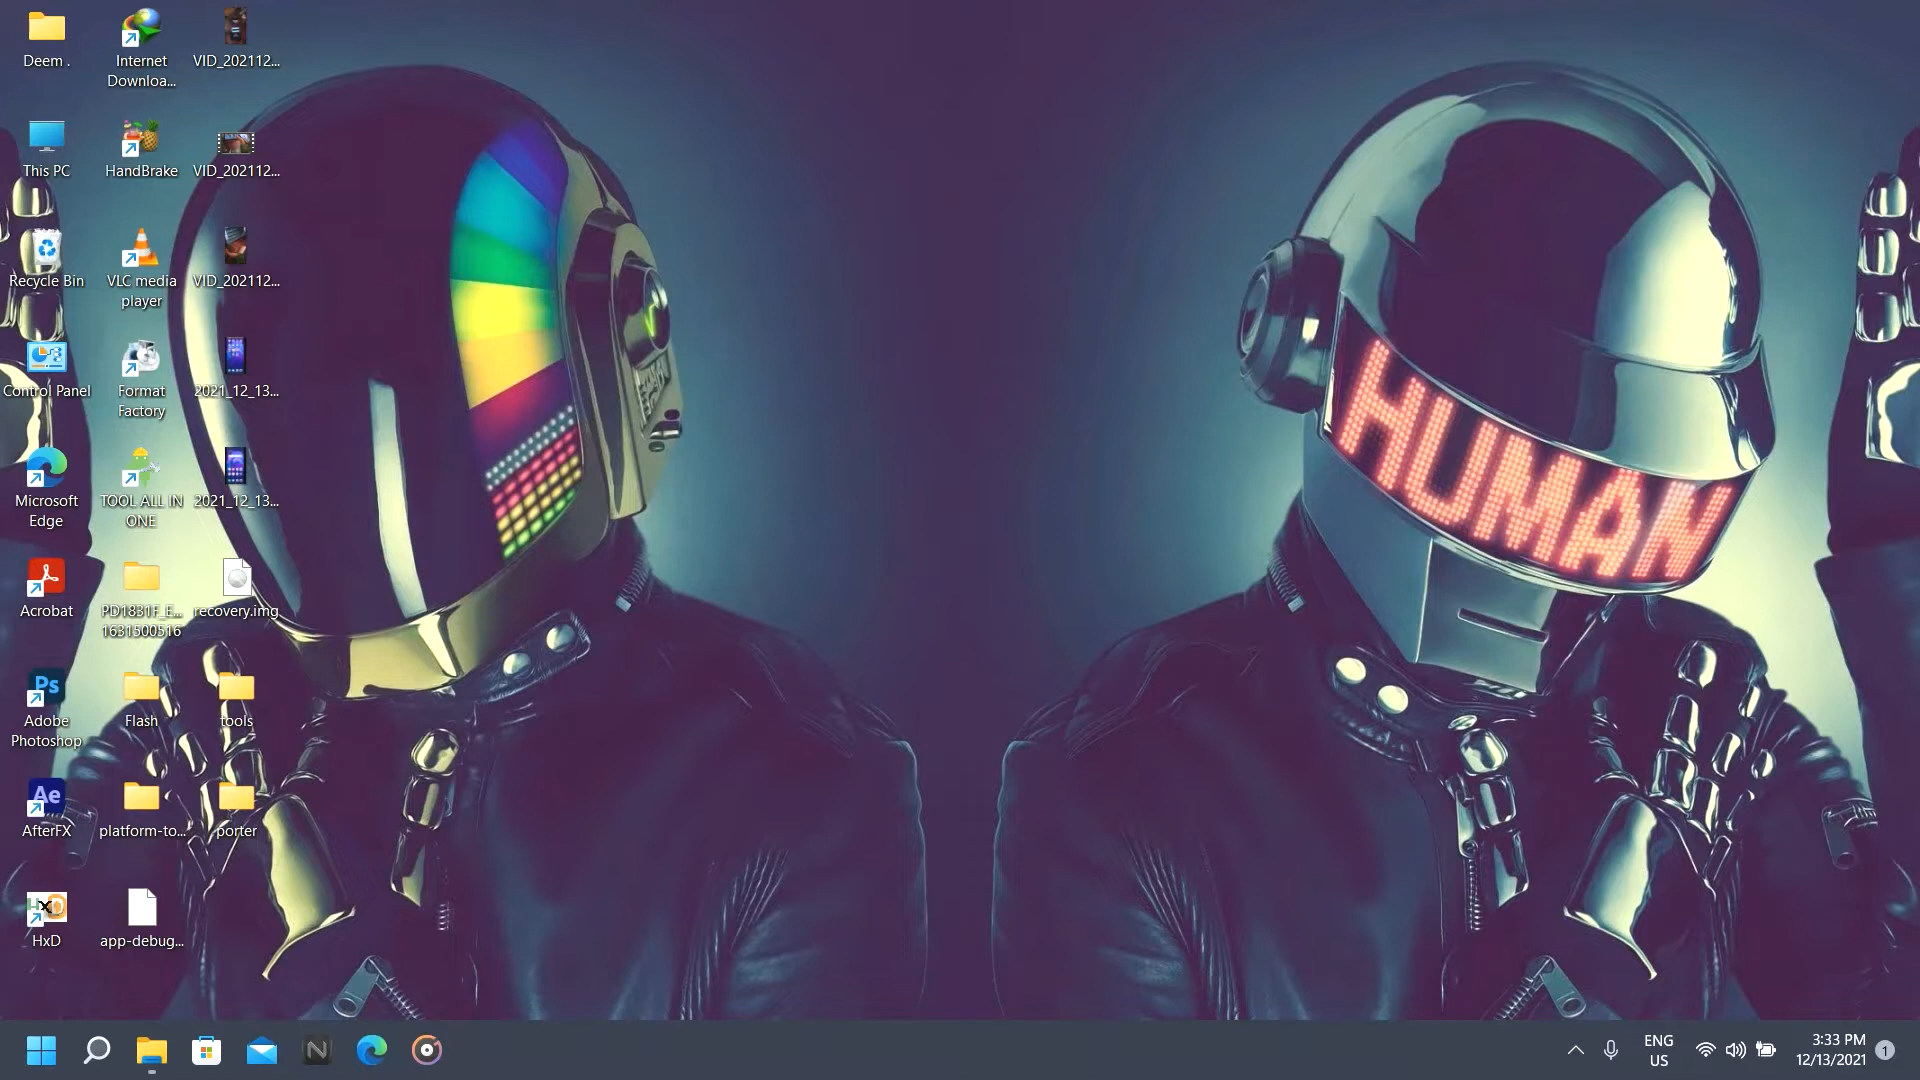 Deem .
Internet
Downloa...
VID_202112...
This PC
HandBrake
VID_202112...
Recycle Bin
VLC media
player
VID_202112...
Control Panel
Format
Factory
2021_12_13...
Microsoft
Edge
TOOL ALL IN
ONE
2021_12_13...
Acrobat
PD1831F_E...
1631500516
recovery.img
Ps
Adobe
Photoshop
Flash
tools
Ae
AfterFX
platform-to...
porter
HxD
HxD
app-debug...
HUMAN
N
ENG
US
3:33 PM
12/13/2021
1